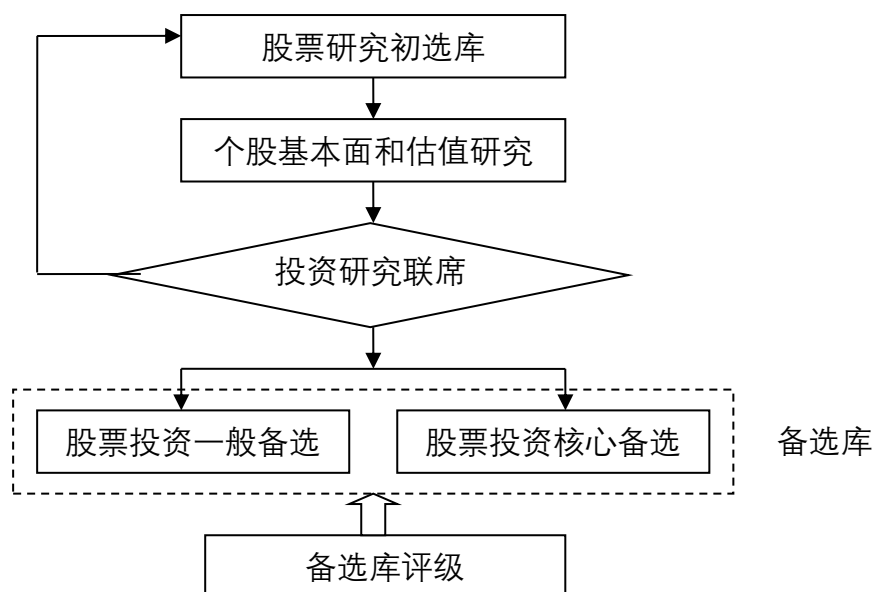 股票研究初选库
个股基本面和估值研究
投资研究联席
股票投资一般备选
股票投资核心备选
备选库
备选库评级